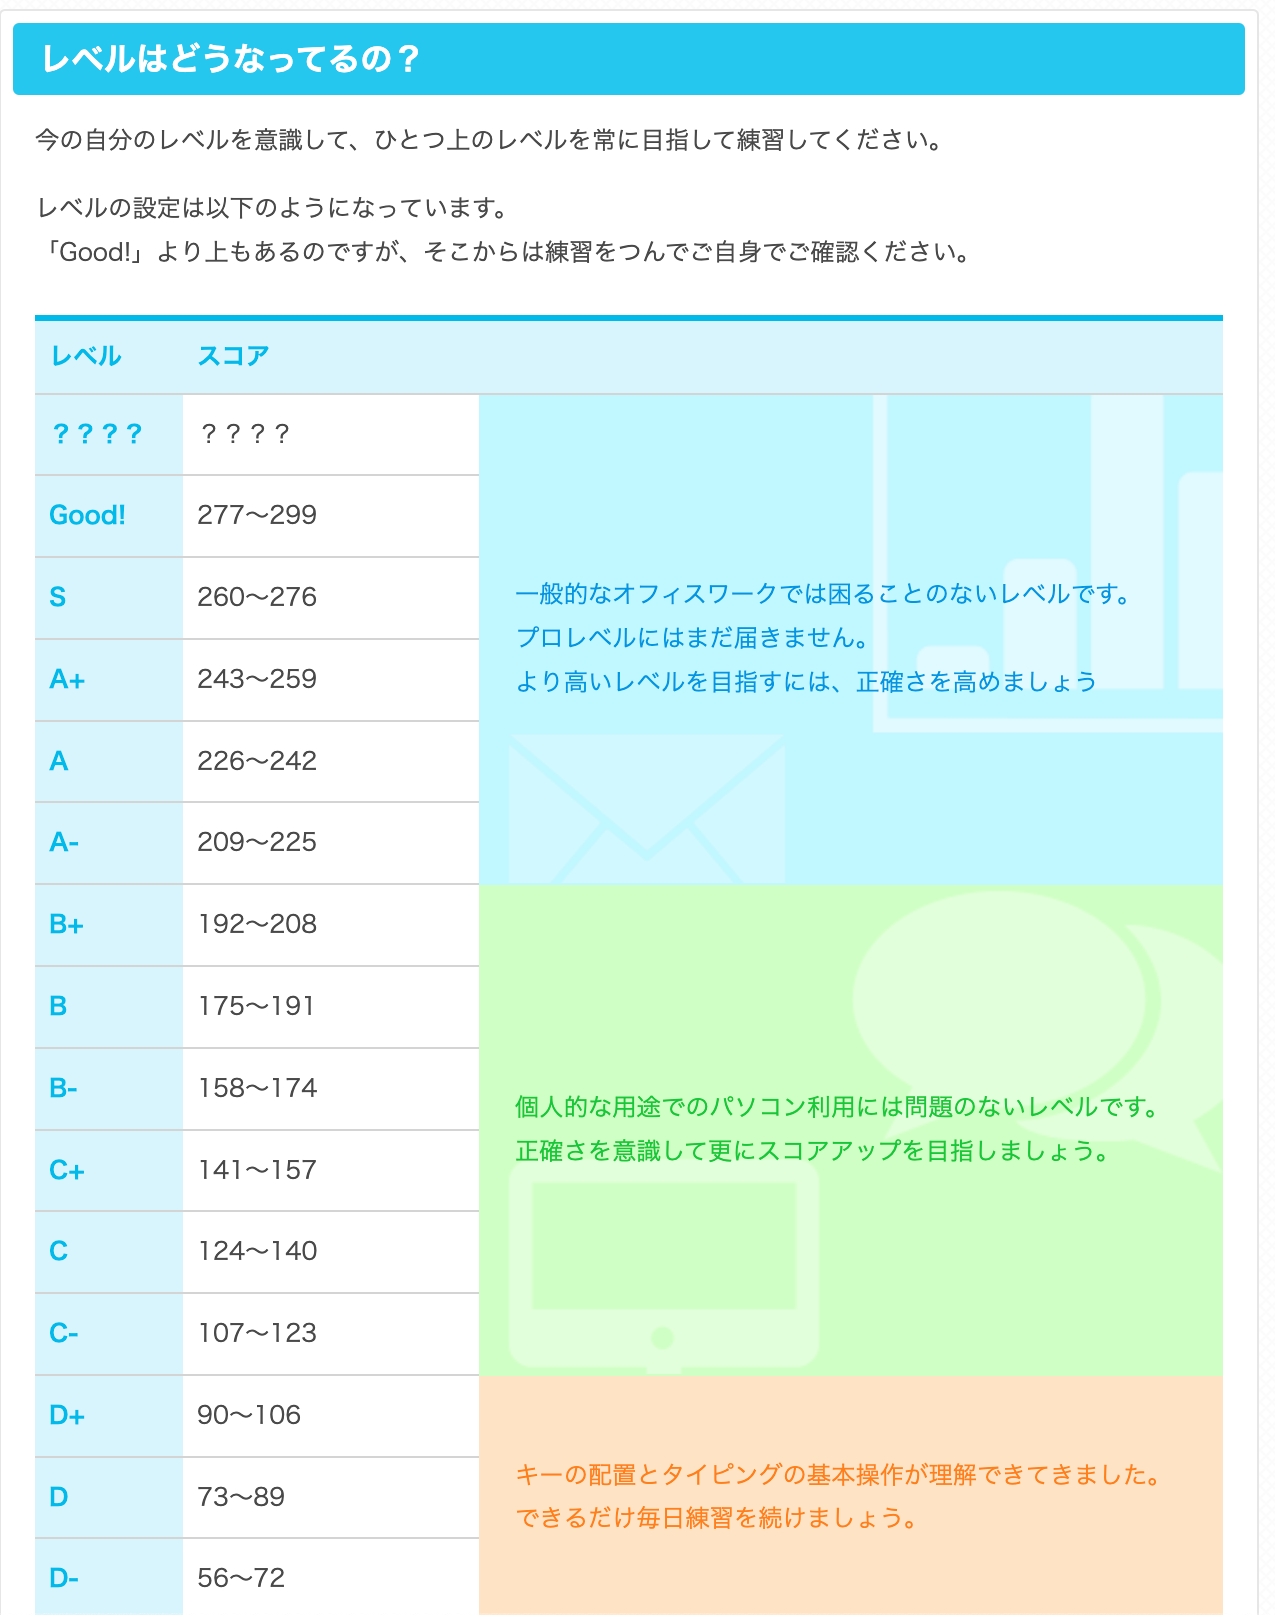 レベルはどうなってるの？
今の自分のレベルを意識して、ひとつ上のレベルを常に目指して練習してください。
レベルの設定は以下のようになっています。
「Good!」より上もあるのですが、そこからは練習をつんでご自身でご確認ください。
レベル スコア
？？？？ ？？？？
Good! 277〜299
S 260〜276
A+ 243〜259
A 226〜242
A- 209〜225
一般的なオフィスワークでは困ることのないレベルです。
プロレベルにはまだ届きません。
より高いレベルを目指すには、正確さを高めましょう
B+ 192〜208
B 175〜191
B- 158〜174
C+ 141〜157
C 124〜140
C- 107〜123
個人的な用途でのパソコン利用には問題のないレベルです。
正確さを意識して更にスコアアップを目指しましょう。
D+ 90〜106
D 73〜89
D- 56〜72
キーの配置とタイピングの基本操作が理解できてきました。
できるだけ毎日練習を続けましょう。